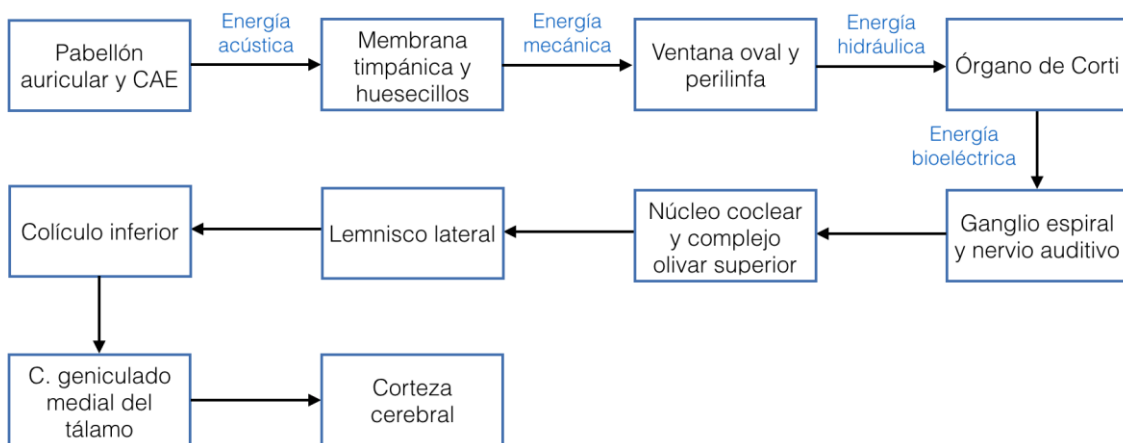 Pabellón
auricular y CAE
Energía
acústica
Membrana
timpánica y
huesecillos
Energía
mecánica
Ventana oval y
perilinfa
Energía
hidráulica
Órgano de Corti
Energía
bioeléctrica
Ganglio espiral
y nervio auditivo
Núcleo coclear
y complejo
olivar superior
Lemnisco lateral
Colículo inferior
C. geniculado
medial del
tálamo
Corteza
cerebral